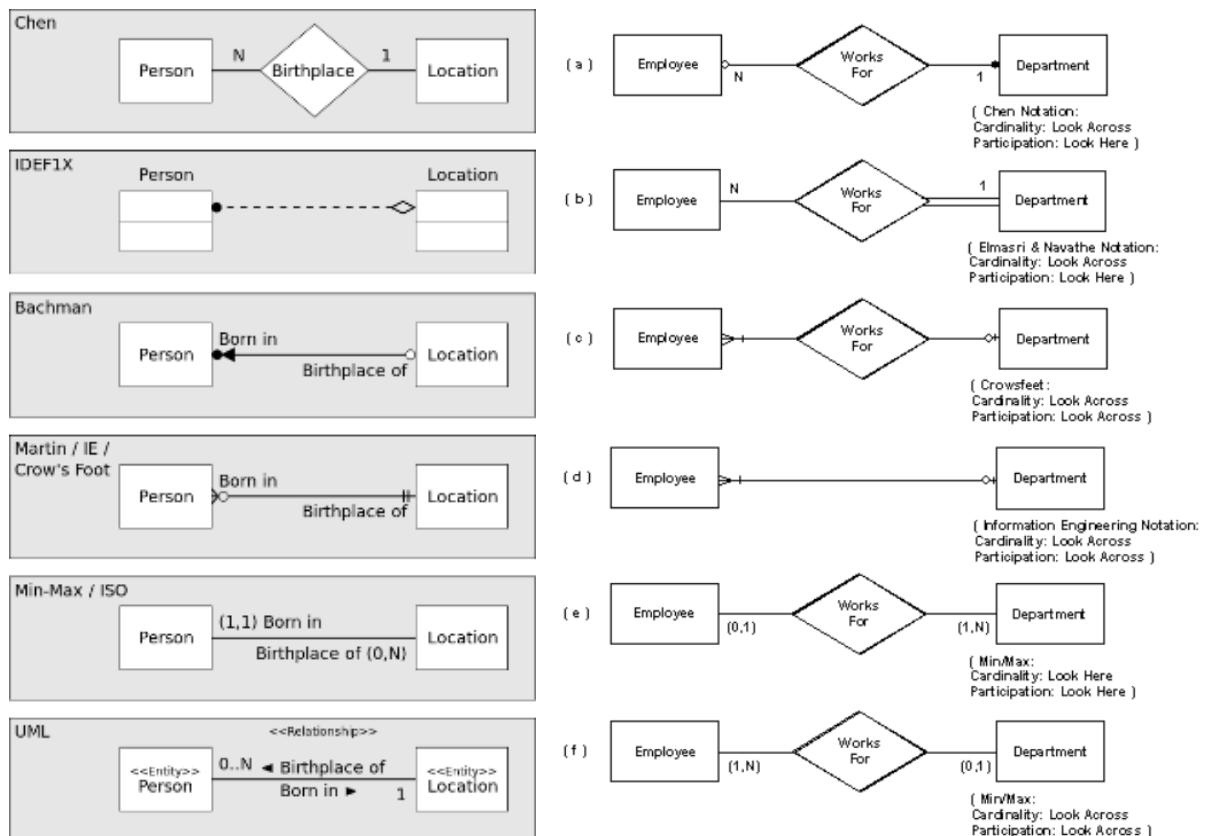 Chen
Person
N
Birthplace
1
Location
IDEF1X
Person
Location
Bachman
Person
Born in
Birthplace of
Location
Martin / IE /
Crow's Foot
Person
Born in
Birthplace of
Location
Min-Max / ISO
Person
(1,1) Born in
Birthplace of (0,N)
Location
UML
<<Relationship>>
<<Entity>>
Person
0..N ◄ Birthplace of
Born in ► 1
<<Entity>>
Location
( a )
Employee
N
Works
For
1
Department
( Chen Notation:
Cardinality: Look Across
Participation: Look Here )
( b )
Employee
N
Works
For
1
Department
( Elmasri & Navathe Notation:
Cardinality: Look Across
Participation: Look Here )
( c )
Employee
Works
For
Department
( Crowsfeet:
Cardinality: Look Across
Participation: Look Across )
( d )
Employee
Department
( Information Engineering Notation:
Cardinality: Look Across
Participation: Look Across )
( e )
Employee
(0,1)
Works
For
(1,N)
Department
( Min/Max:
Cardinality: Look Here
Participation: Look Here )
( f )
Employee
(1,N)
Works
For
(0,1)
Department
( Min/Max:
Cardinality: Look Across
Participation: Look Across )